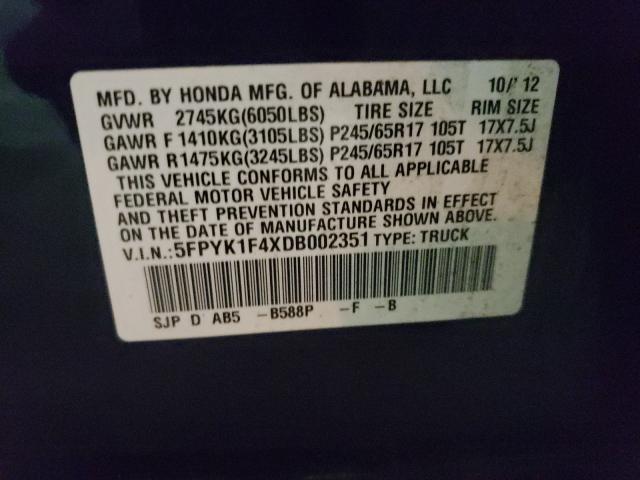 MFD. BY HONDA MFG. OF ALABAMA, LLC 10/'12
GVWR 2745KG(6050LBS) TIRE SIZE RIM SIZE
GAWR F 1410KG(3105LBS) P245/65R17 105T 17X7.5J
GAWR R 1475KG(3245LBS) P245/65R17 105T 17X7.5J
THIS VEHICLE CONFORMS TO ALL APPLICABLE
FEDERAL MOTOR VEHICLE SAFETY
AND THEFT PREVENTION STANDARDS IN EFFECT
ON THE DATE OF MANUFACTURE SHOWN ABOVE.
V.I.N.:5FPYK1F4XDB002351 TYPE: TRUCK
SJP D AB5 -B588P -F -B